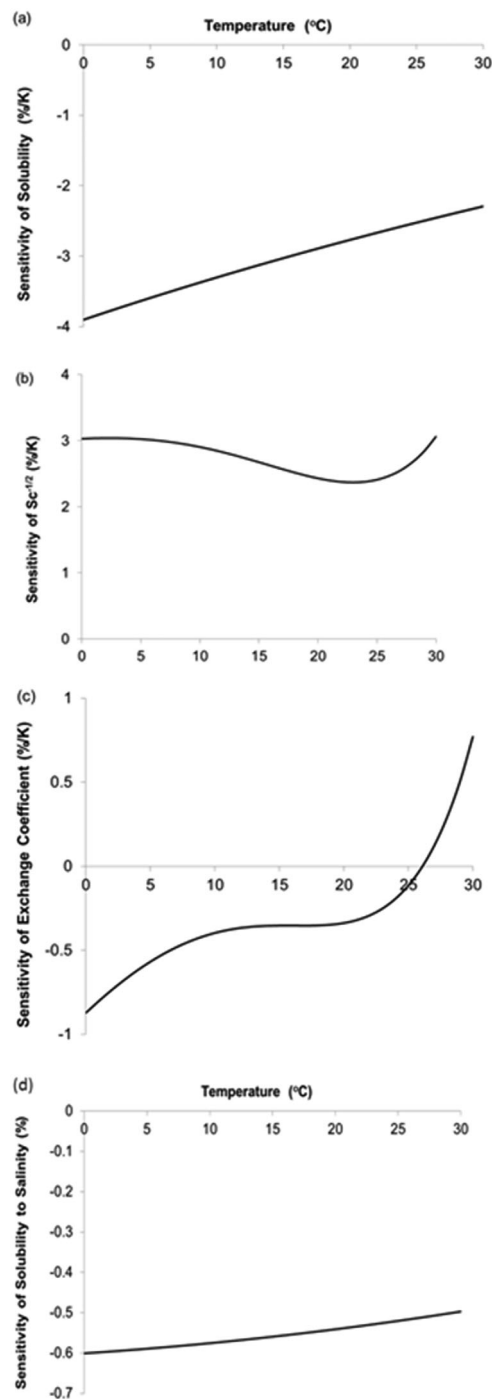 (a)
Temperature (°C)
0 5 10 15 20 25 30
0
-1
-2
-3
-4
Sensitivity of Solubility (%/K)
(b)
4
3
2
1
0
Sensitivity of Sc-1/2 (%/K)
0 5 10 15 20 25 30
(c)
1
0.5
0
-0.5
-1
Sensitivity of Exchange Coefficient (%/K)
0 5 10 15 20 25 30
(d)
Temperature (°C)
0 5 10 15 20 25 30
0
-0.1
-0.2
-0.3
-0.4
-0.5
-0.6
-0.7
Sensitivity of Solubility to Salinity (%)